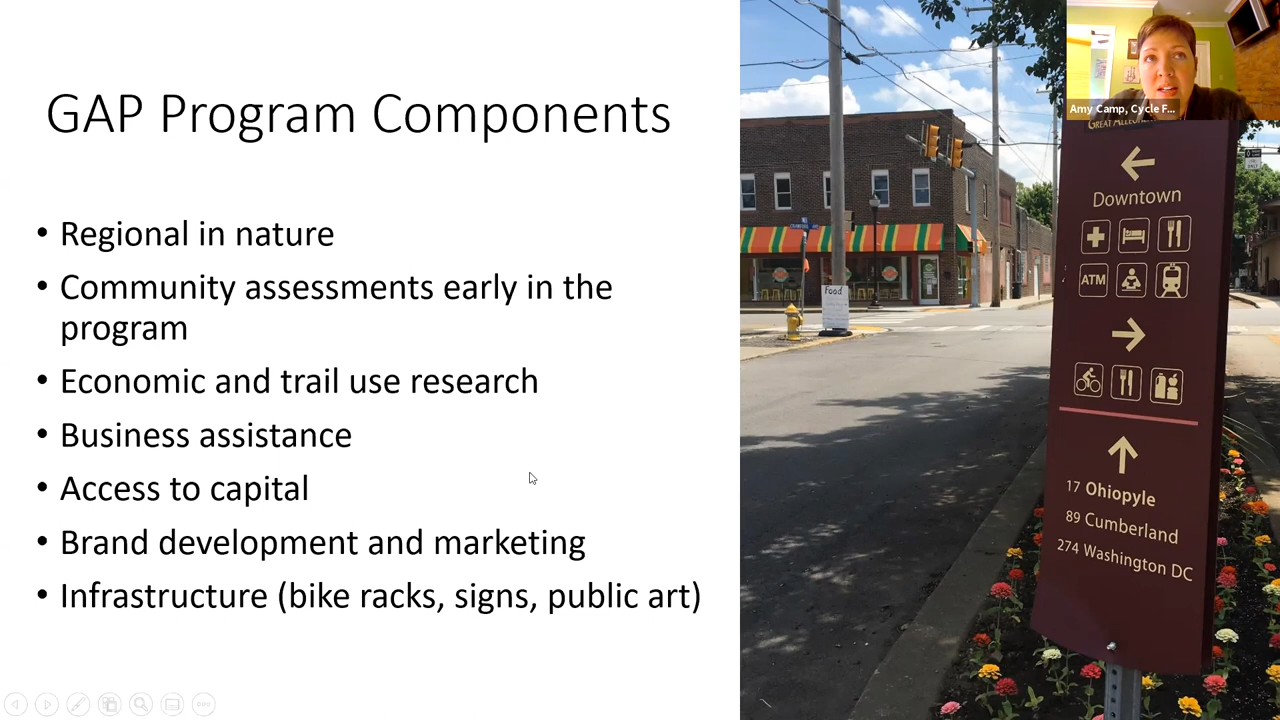 GAP Program Components
• Regional in nature
• Community assessments early in the
program
• Economic and trail use research
• Business assistance
• Access to capital
• Brand development and marketing
• Infrastructure (bike racks, signs, public art)
Amy Camp, Cycle F...
Food
Downtown
ATM
17 Ohiopyle
89 Cumberland
274 Washington DC